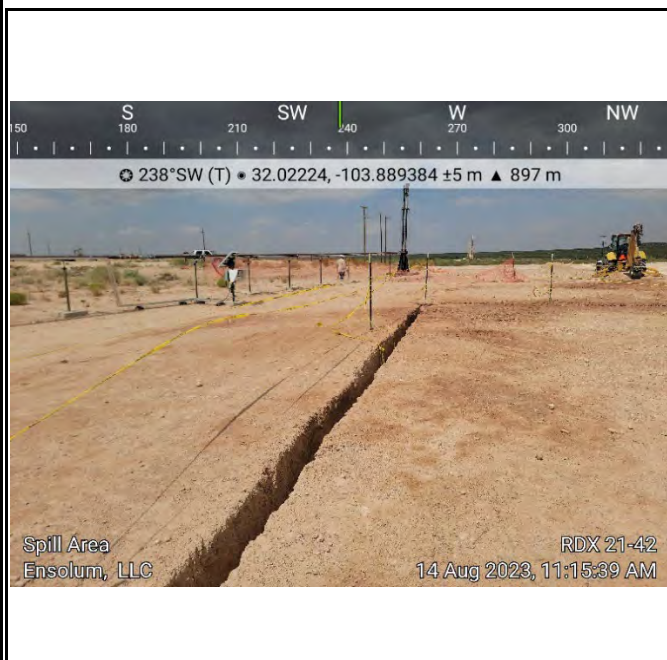 S SW W NW
150 180 210 240 270 300
238°SW (T) ● 32.02224, -103.889384 ±5 m ▲ 897 m
Spill Area
Ensolum, LLC
RDX 21-42
14 Aug 2023, 11:15:39 AM